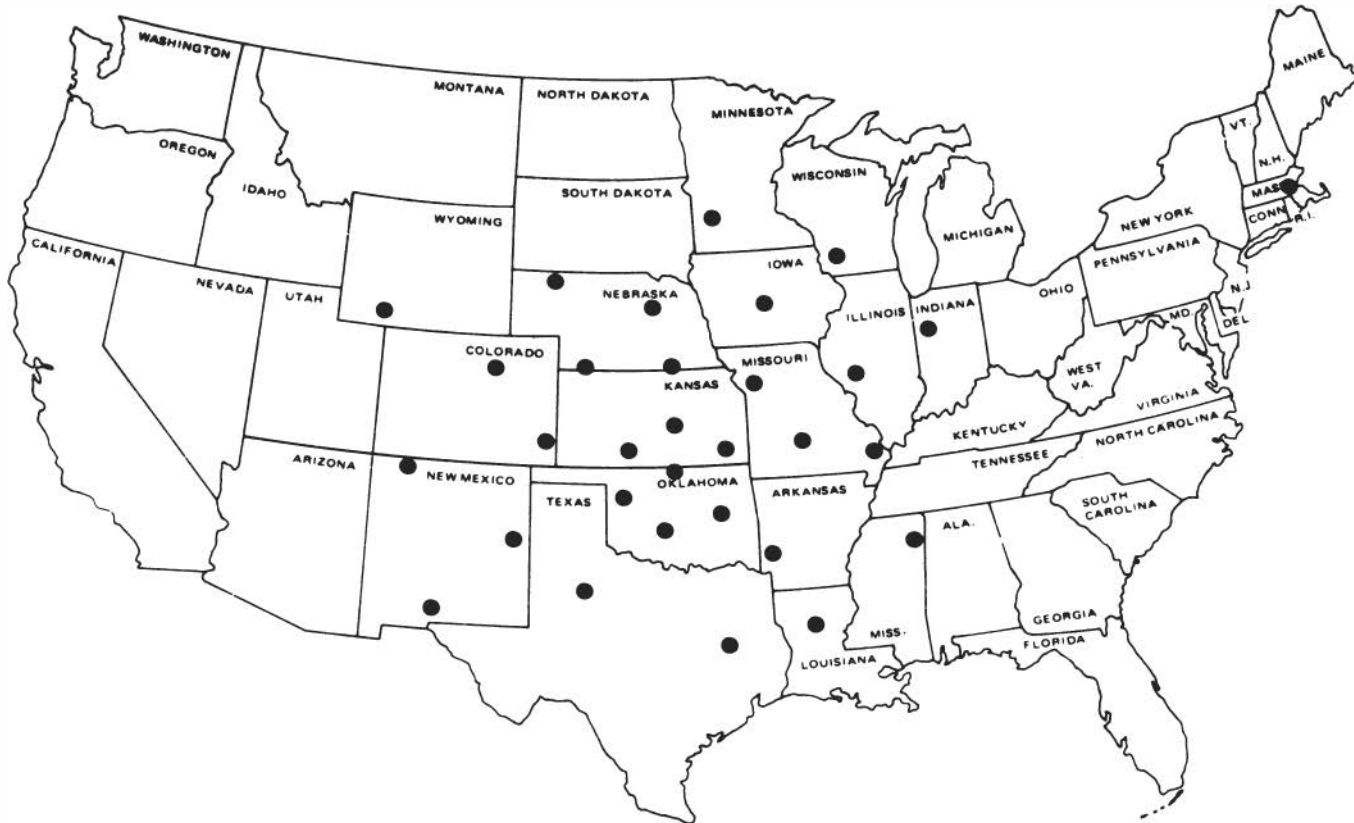 WASHINGTON
MONTANA
NORTH DAKOTA
MINNESOTA
MAINE
VT.
N.H.
OREGON
IDAHO
SOUTH DAKOTA
WISCONSIN
MASS
WYOMING
MICHIGAN
NEW YORK
CONN
R.I.
CALIFORNIA
NEVADA
UTAH
NEBRASKA
IOWA
PENNSYLVANIA
ILLINOIS
INDIANA
OHIO
N.J
MD.
DEL
COLORADO
KANSAS
MISSOURI
WEST
VA.
VIRGINIA
KENTUCKY
NORTH CAROLINA
ARIZONA
NEW MEXICO
TEXAS
OKLAHOMA
ARKANSAS
TENNESSEE
SOUTH
CAROLINA
ALA.
GEORGIA
MISS.
FLORIDA
LOUISIANA